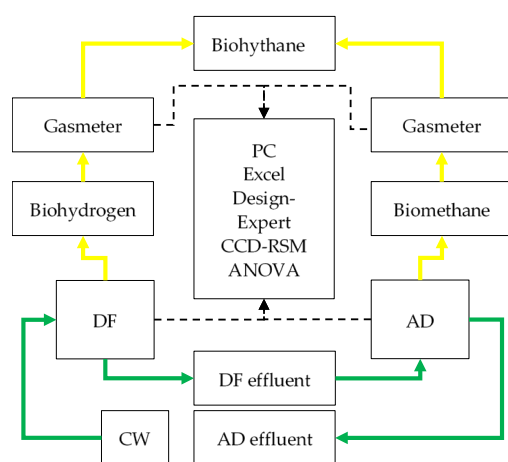 Biohythane
Gasmeter
Gasmeter
PC
Excel
Design-
Expert
CCD-RSM
ANOVA
Biohydrogen
Biomethane
DF
AD
DF effluent
CW
AD effluent